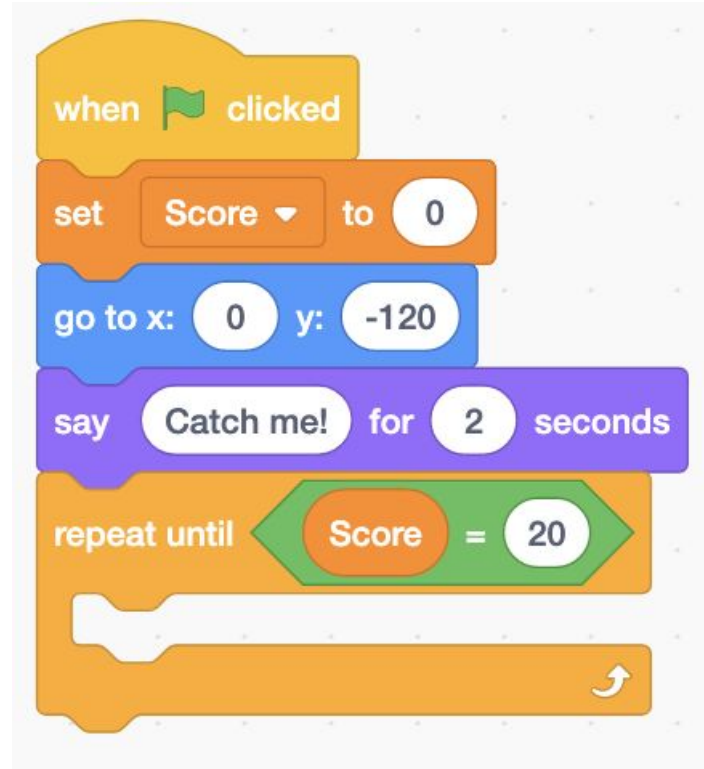 when clicked
set Score to 0
go to x: 0 y: -120
say Catch me! for 2 seconds
repeat until Score = 20